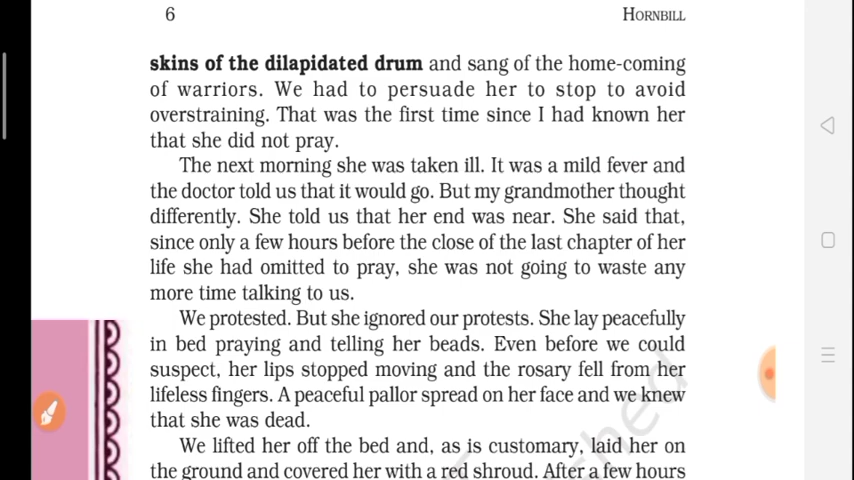 6 HORNBILL
skins of the dilapidated drum and sang of the home-coming
of warriors. We had to persuade her to stop to avoid
overstraining. That was the first time since I had known her
that she did not pray.
The next morning she was taken ill. It was a mild fever and
the doctor told us that it would go. But my grandmother thought
differently. She told us that her end was near. She said that,
since only a few hours before the close of the last chapter of her
life she had omitted to pray, she was not going to waste any
more time talking to us.
We protested. But she ignored our protests. She lay peacefully
in bed praying and telling her beads. Even before we could
suspect, her lips stopped moving and the rosary fell from her
lifeless fingers. A peaceful pallor spread on her face and we knew
that she was dead.
We lifted her off the bed and, as is customary, laid her on
the ground and covered her with a red shroud. After a few hours